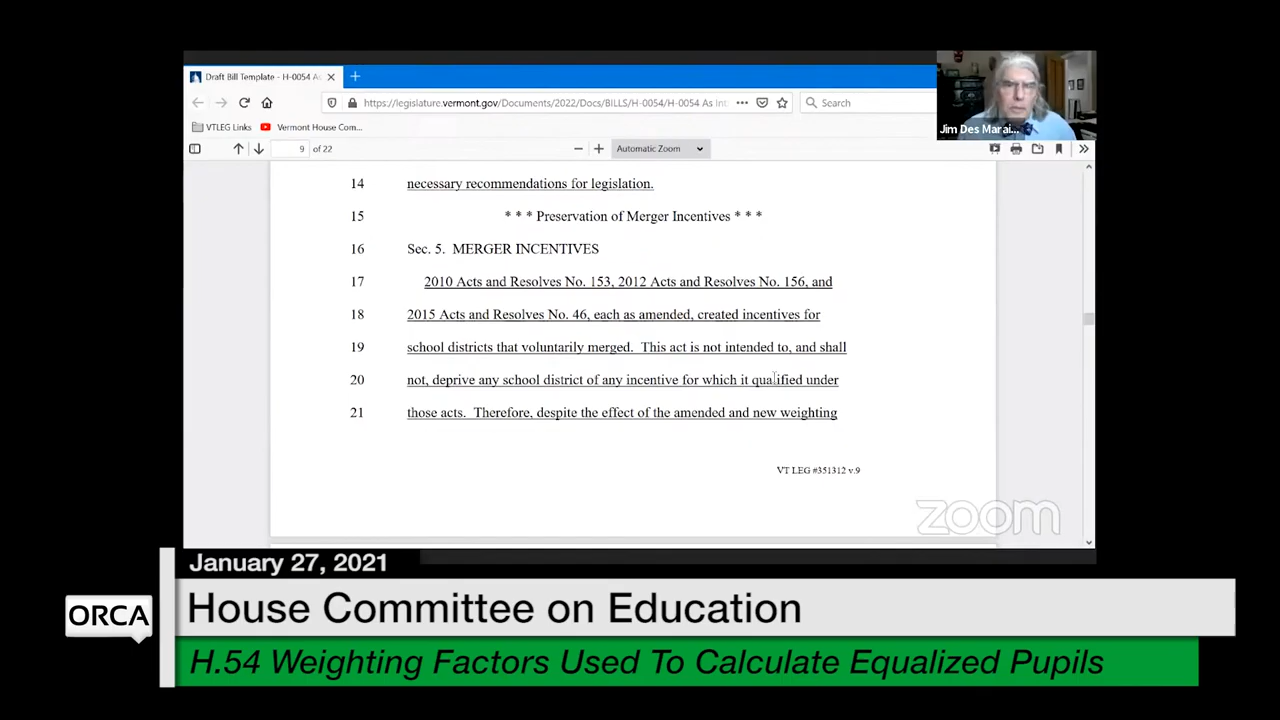 Draft Bill Template - H-0054 As
https://legislature.vermont.gov/Documents/2022/Docs/BILLS/H-0054/H-0054 As Int
Search
Jim Des Marai...
VTLEG Links
Vermont House Com...
9 of 22
Automatic Zoom
14 necessary recommendations for legislation.
15 * * * Preservation of Merger Incentives * * *
16 Sec. 5. MERGER INCENTIVES
17 2010 Acts and Resolves No. 153, 2012 Acts and Resolves No. 156, and
18 2015 Acts and Resolves No. 46, each as amended, created incentives for
19 school districts that voluntarily merged. This act is not intended to, and shall
20 not, deprive any school district of any incentive for which it qualified under
21 those acts. Therefore, despite the effect of the amended and new weighting
VT LEG #351312 v.9
zoom
January 27, 2021
ORCA
House Committee on Education
H.54 Weighting Factors Used To Calculate Equalized Pupils